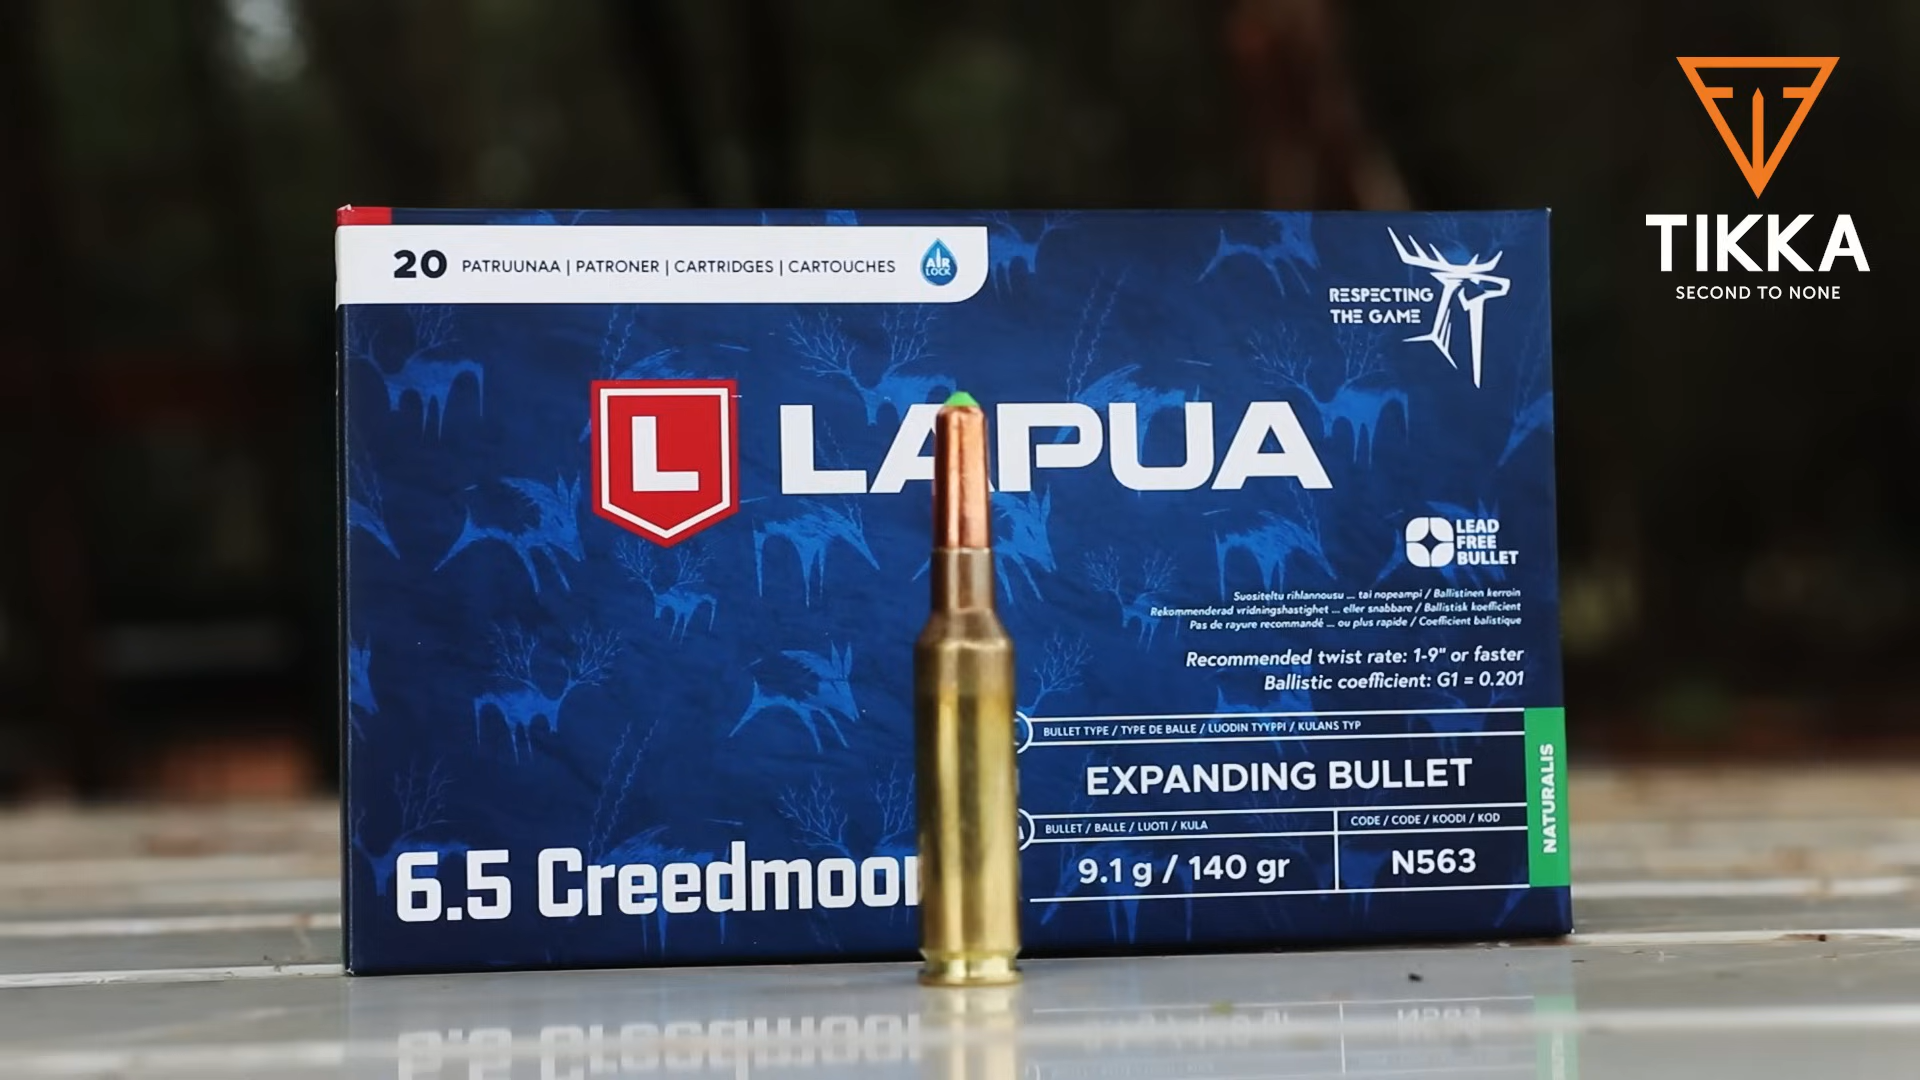 TIKKA
SECOND TO NONE
20 PATRUUNAA | PATRONER | CARTRIDGES | CARTOUCHES
AIR
LOCK
RESPECTING
THE GAME
L LAPUA
LEAD
FREE
BULLET
Suositeltu rihlannousu ... tai nopeampi / Ballistinen kerroin
Rekommenderad vridningshastighet ... eller snabbare / Ballistisk koefficient
Pas de rayure recommandé ... ou plus rapide / Coefficient balistique
Recommended twist rate: 1-9" or faster
Ballistic coefficient: G1 = 0.201
BULLET TYPE / TYPE DE BALLE / LUODIN TYYPPI / KULANS TYP
EXPANDING BULLET
NATURALIS
BULLET / BALLE / LUOTI / KULA
CODE / CODE / KOODI / KOD
9.1 g / 140 gr
N563
6.5 Creedmoor